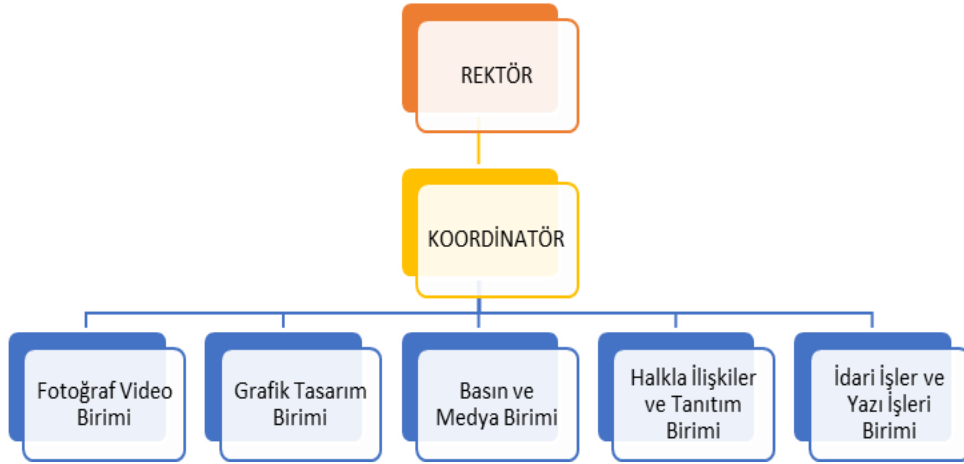 REKTÖR
KOORDİNATÖR
Fotoğraf Video
Birimi
Grafik Tasarım
Birimi
Basın ve
Medya Birimi
Halkla İlişkiler
ve Tanıtım
Birimi
İdari İşler ve
Yazı İşleri
Birimi